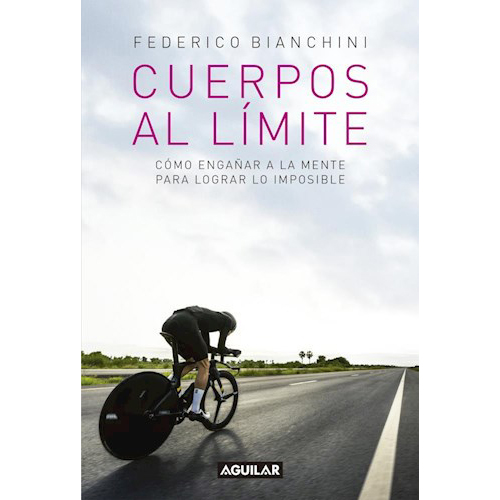 FEDERICO BIANCHINI
CUERPOS
AL LÍMITE
CÓMO ENGAÑAR A LA MENTE
PARA LOGRAR LO IMPOSIBLE
AGUILAR